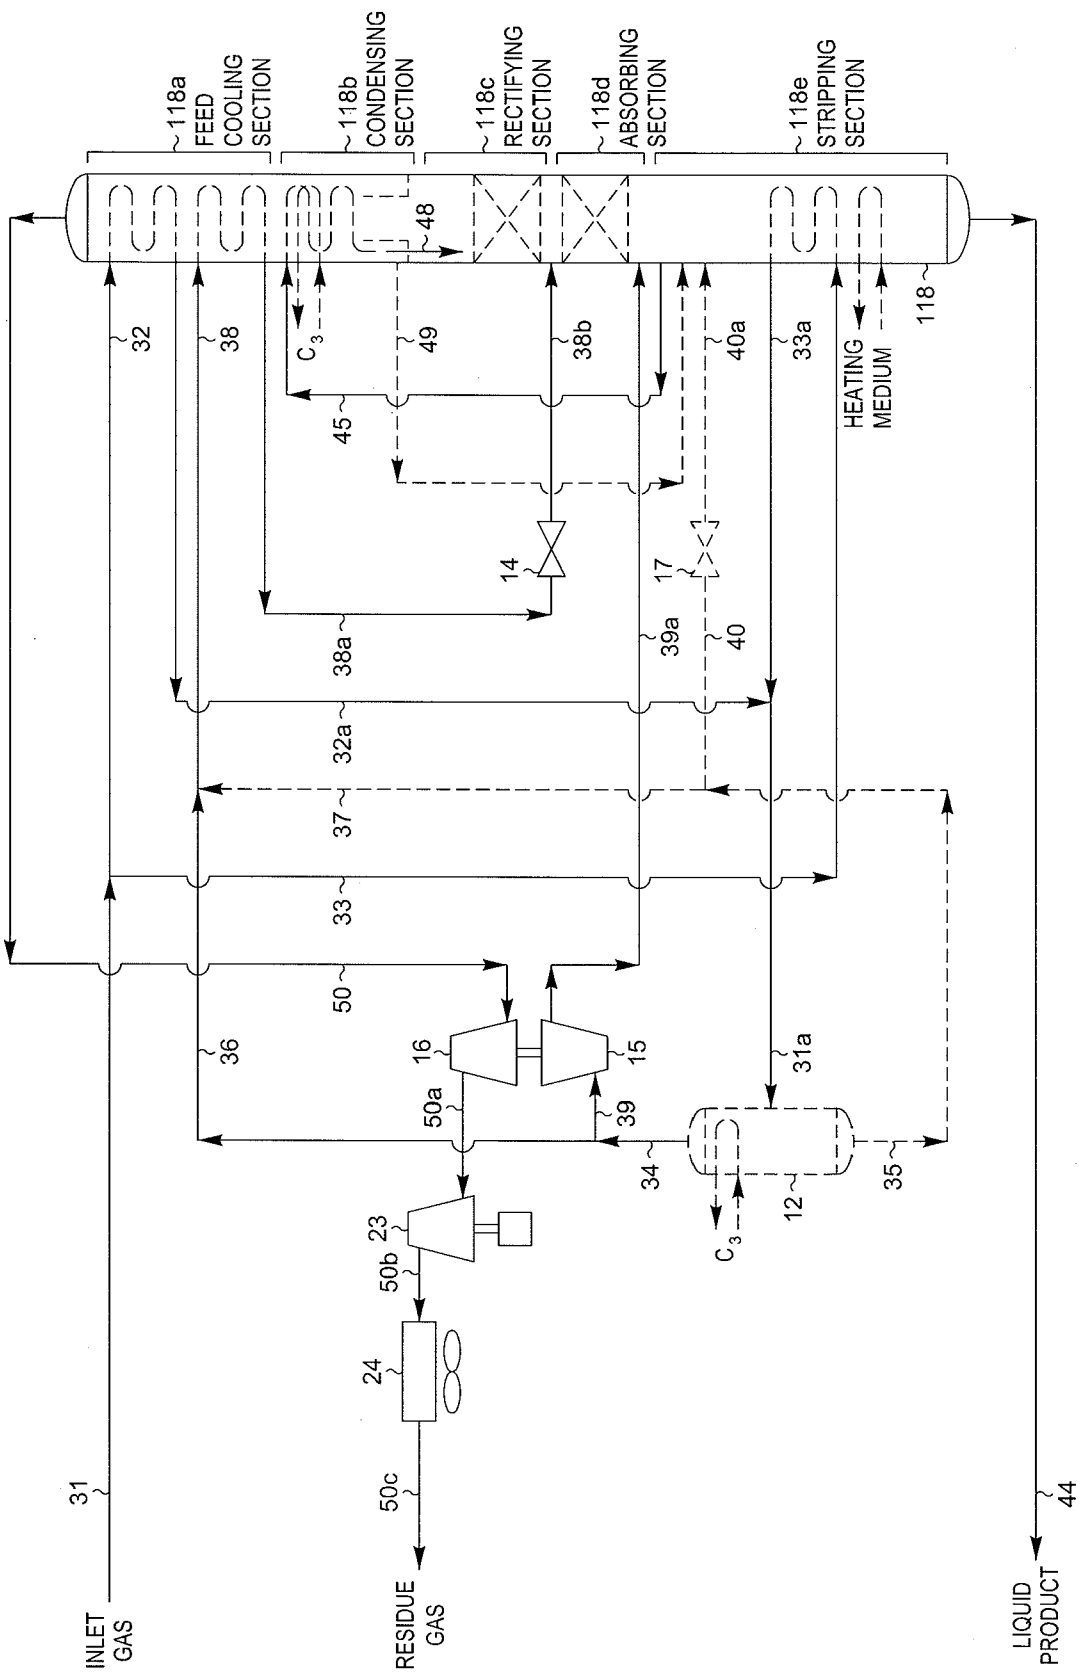 118a
FEED
COOLING
SECTION
118b
CONDENSING
SECTION
118c
RECTIFYING
SECTION
118d
ABSORBING
SECTION
118e
STRIPPING
SECTION
32
38
C3
49
48
38b
40a
33a
HEATING
MEDIUM
118
45
14
17
38a
39a
40
32a
37
33
50
36
16
15
31a
50a
39
34
35
12
C3
23
50b
24
31
50c
44
INLET
GAS
RESIDUE
GAS
LIQUID
PRODUCT